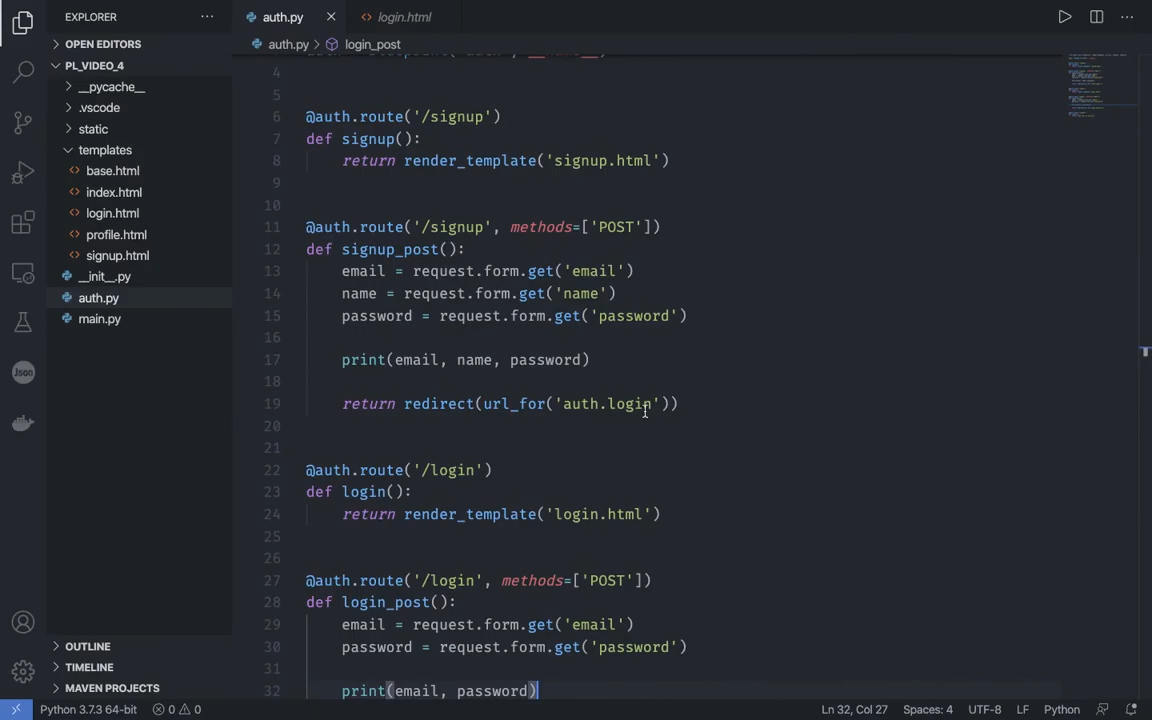 EXPLORER
OPEN EDITORS
PL_VIDEO_4
__pycache__
.vscode
static
templates
base.html
index.html
login.html
profile.html
signup.html
__init__.py
auth.py
main.py
OUTLINE
TIMELINE
MAVEN PROJECTS
Json
auth.py
login.html
auth.py > login_post
4
5
6 @auth.route('/signup')
7 def signup():
8 return render_template('signup.html')
9
10
11 @auth.route('/signup', methods=['POST'])
12 def signup_post():
13 email = request.form.get('email')
14 name = request.form.get('name')
15 password = request.form.get('password')
16
17 print(email, name, password)
18
19 return redirect(url_for('auth.login'))
20
21
22 @auth.route('/login')
23 def login():
24 return render_template('login.html')
25
26
27 @auth.route('/login', methods=['POST'])
28 def login_post():
29 email = request.form.get('email')
30 password = request.form.get('password')
31
32 print(email, password)
Python 3.7.3 64-bit 0 0 Ln 32, Col 27 Spaces: 4 UTF-8 LF Python